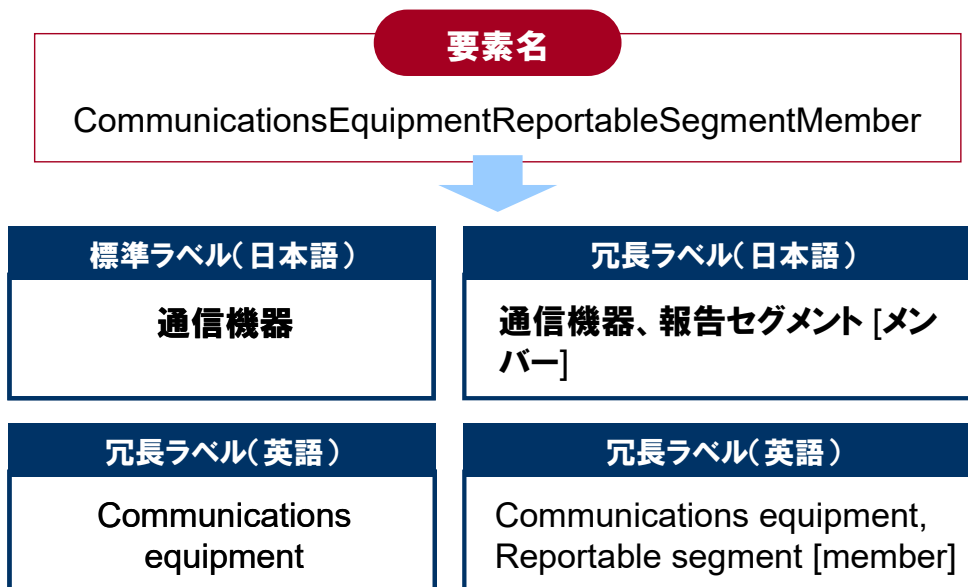 要素名
CommunicationsEquipmentReportableSegmentMember
標準ラベル（日本語）
通信機器
冗長ラベル（日本語）
通信機器、報告セグメント [メン
バー]
冗長ラベル（英語）
Communications
equipment
冗長ラベル（英語）
Communications equipment,
Reportable segment [member]